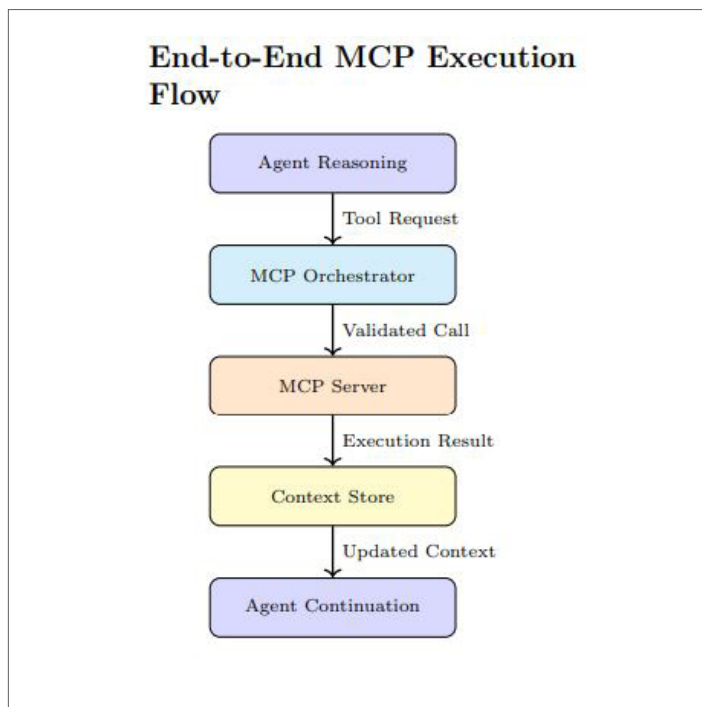 End-to-End MCP Execution
Flow
Agent Reasoning
Tool Request
MCP Orchestrator
Validated Call
MCP Server
Execution Result
Context Store
Updated Context
Agent Continuation